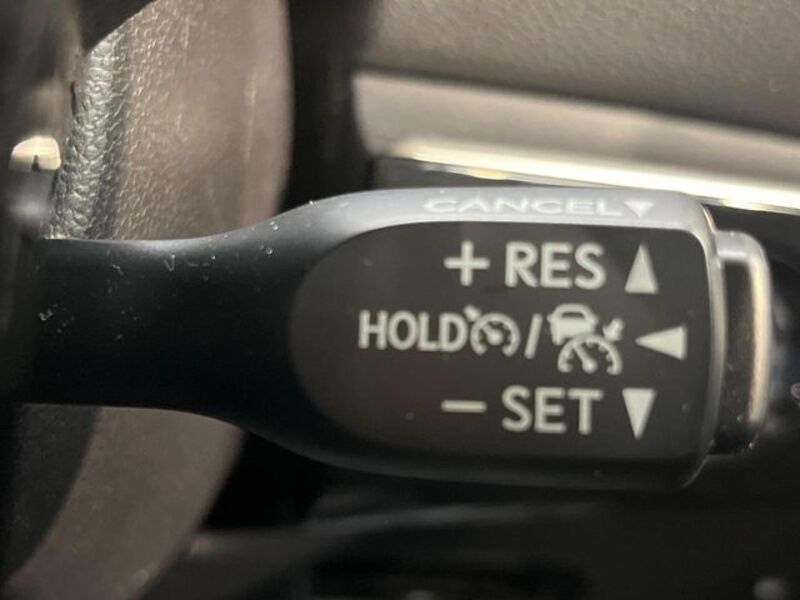 CANCEL▼
+ RES ▲
HOLD / ◀
− SET ▼